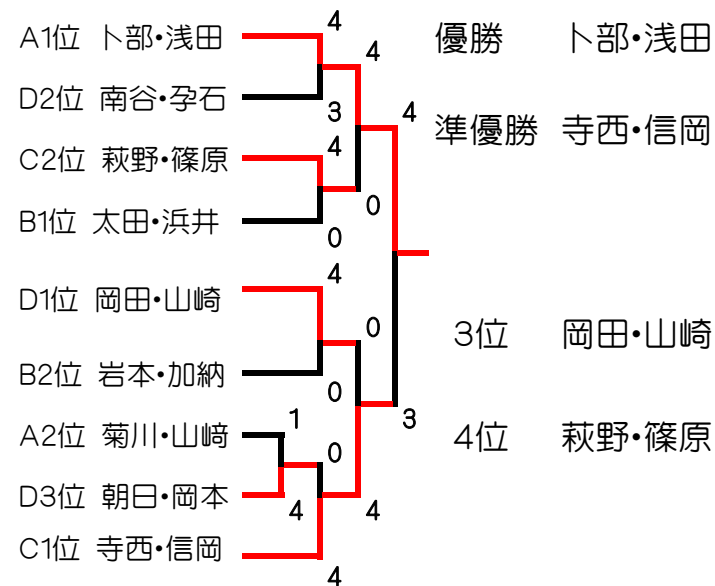 A1位 卜部・浅田
4
4
優勝 卜部・浅田
D2位 南谷・孕石
3
4
準優勝 寺西・信岡
C2位 萩野・篠原
4
0
B1位 太田・浜井
0
D1位 岡田・山崎
4
0
3位 岡田・山崎
B2位 岩本・加納
0
A2位 菊川・山﨑
1
3
4位 萩野・篠原
0
D3位 朝日・岡本
4
4
C1位 寺西・信岡
4